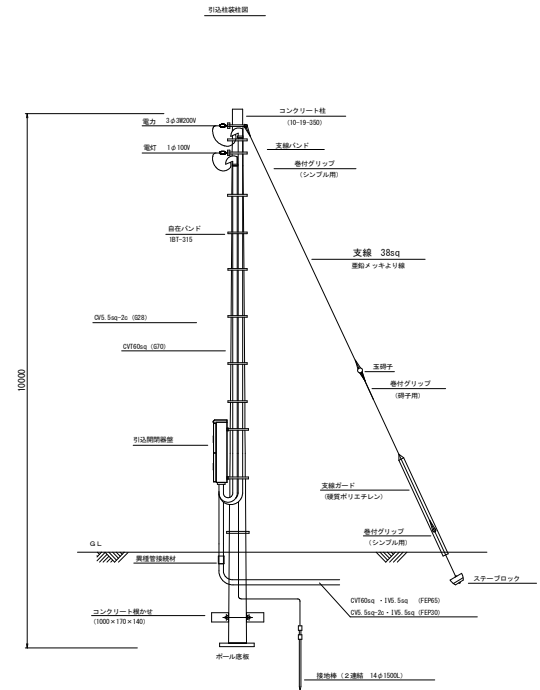 引込柱装柱図
コンクリート柱
(10-19-350)
電力 3φ3W200V
電灯 1φ100V
支線バンド
巻付グリップ
(シンブル用)
自在バンド
IBT-315
支線 38sq
亜鉛メッキより線
CV5.5sq-2c (G28)
CVT60sq (G70)
玉碍子
巻付グリップ
(碍子用)
10000
引込開閉器盤
支線ガード
(硬質ポリエチレン)
巻付グリップ
(シンブル用)
GL
異種管接続材
ステーブロック
CVT60sq ・IV5.5sq (FEP65)
CV5.5sq-2c・IV5.5sq (FEP30)
コンクリート根かせ
(1000×170×140)
ポール底板
接地棒 (2連結 14φ1500L)